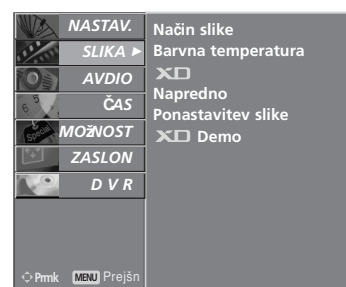 NASTAV.
SLIKA ►
AVDIO
ČAS
MOŽNOST
ZASLON
D V R
Način slike
Barvna temperatura
XD
Napredno
Ponastavitev slike
XD Demo
Prmk MENU Prejšn